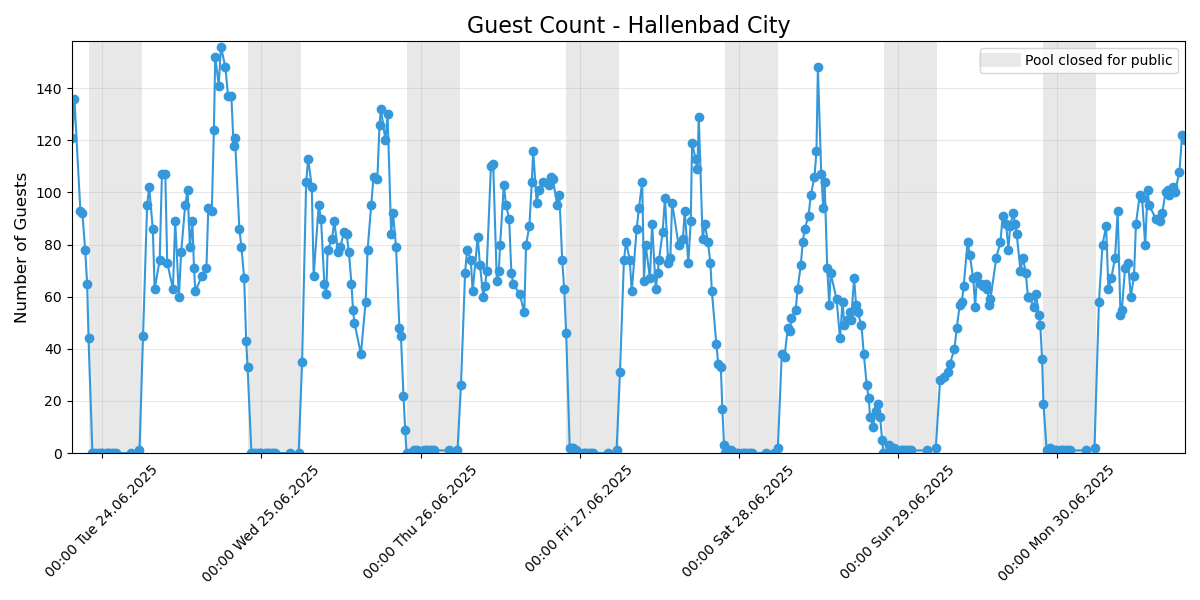 Guest Count - Hallenbad City
Pool closed for public
Number of Guests
140
120
100
80
60
40
20
0
00:00 Tue 24.06.2025
00:00 Wed 25.06.2025
00:00 Thu 26.06.2025
00:00 Fri 27.06.2025
00:00 Sat 28.06.2025
00:00 Sun 29.06.2025
00:00 Mon 30.06.2025